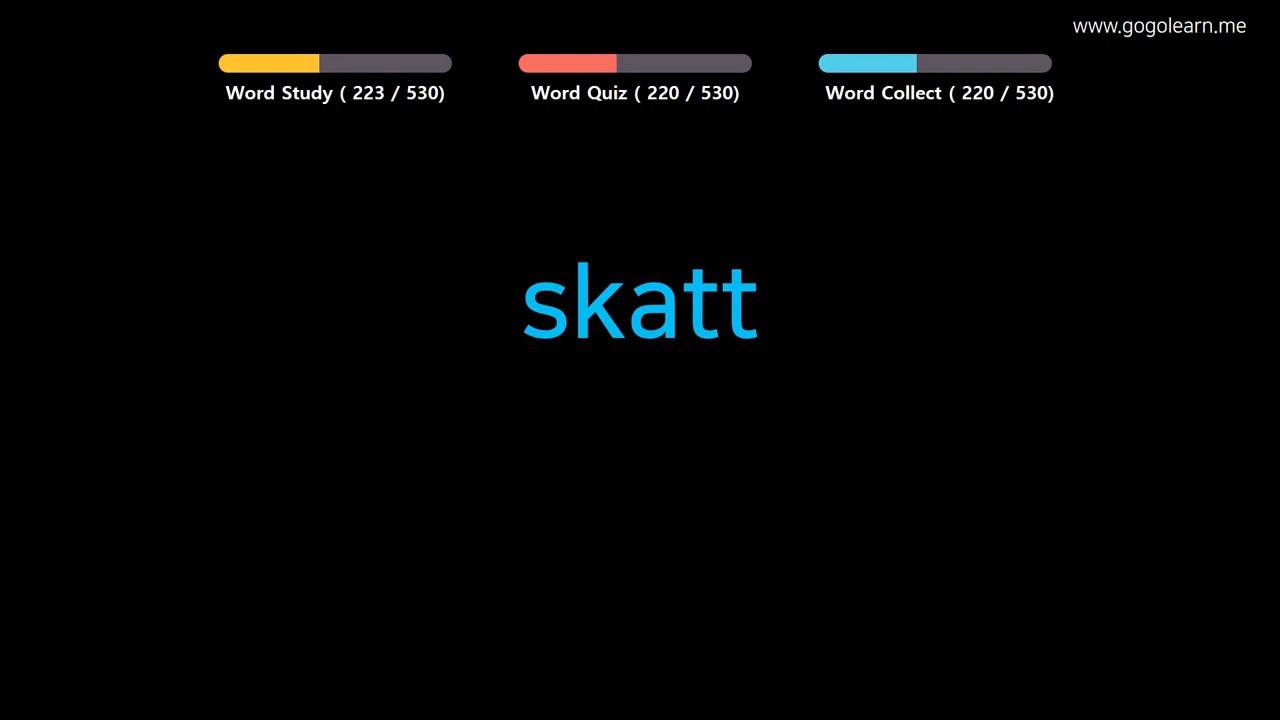 www.gogolearn.me
Word Study ( 223 / 530)
Word Quiz ( 220 / 530)
Word Collect ( 220 / 530)
skatt